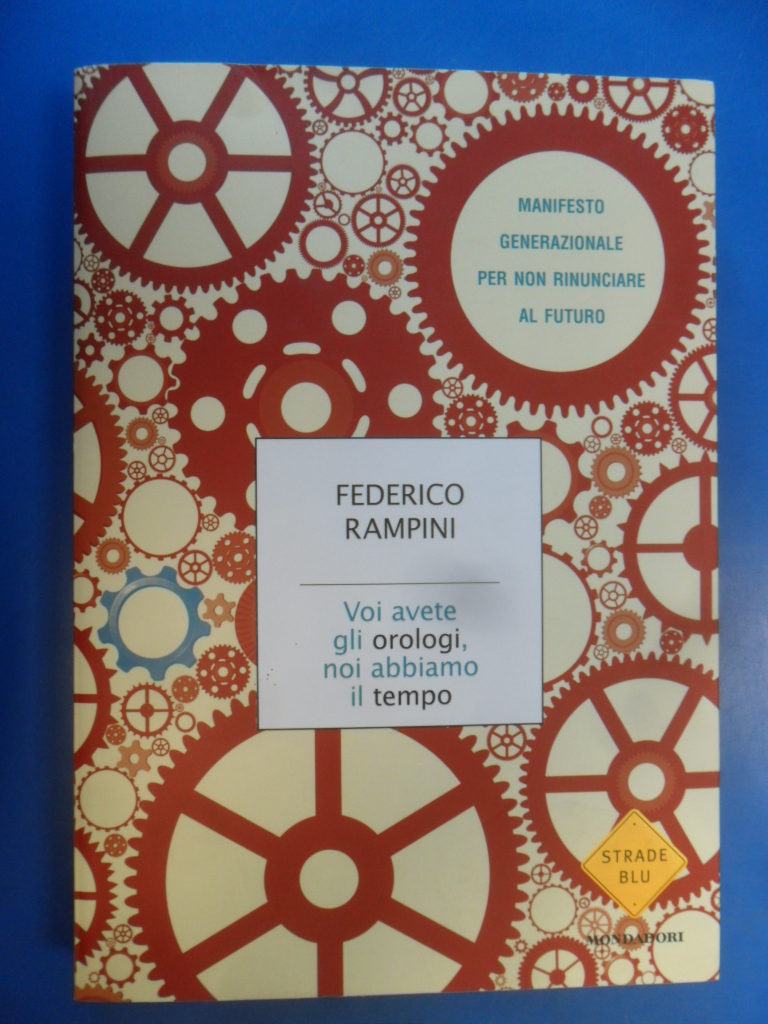 MANIFESTO
GENERAZIONALE
PER NON RINUNCIARE
AL FUTURO
FEDERICO
RAMPINI
Voi avete
gli orologi,
noi abbiamo
il tempo
STRADE
BLU
MONDADORI